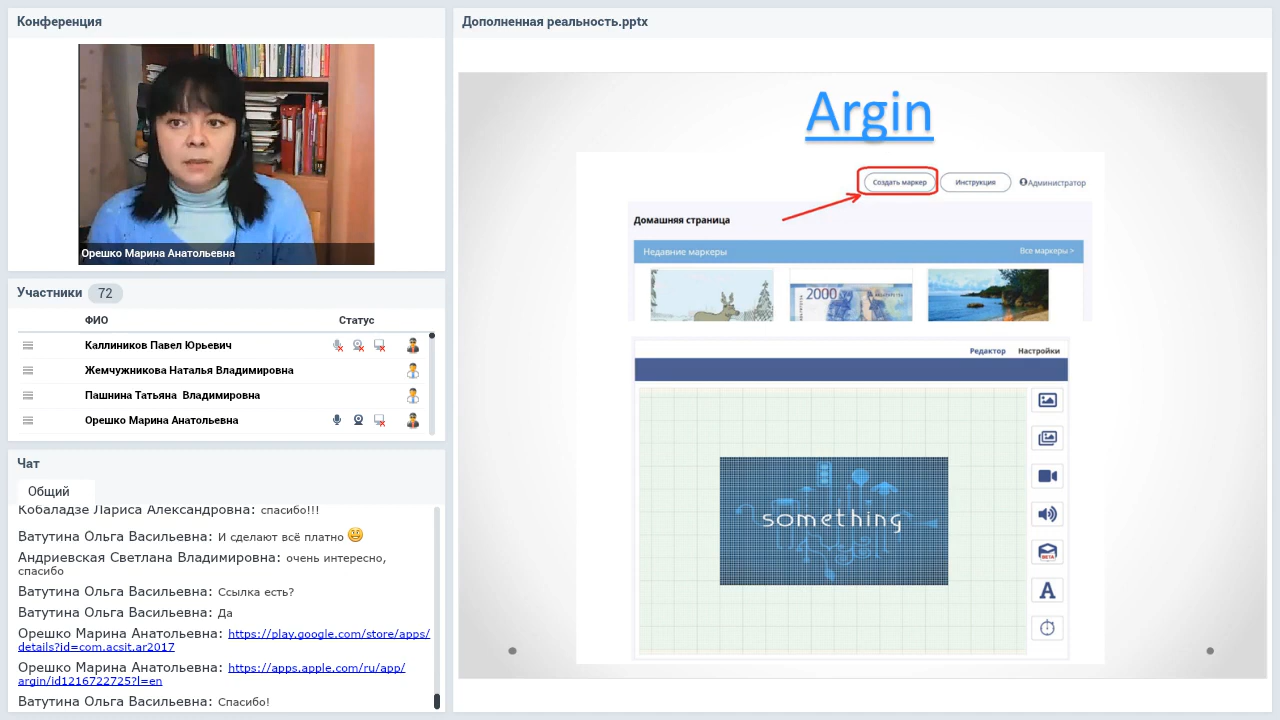 Конференция
Орешко Марина Анатольевна
Участники 72
ФИО Статус
Каллиников Павел Юрьевич
Жемчужникова Наталья Владимировна
Пашнина Татьяна Владимировна
Орешко Марина Анатольевна
Чат
Общий
Кобаладзе Лариса Александровна: спасибо!!!
Ватутина Ольга Васильевна: И сделают всё платно
Андриевская Светлана Владимировна: очень интересно,
спасибо
Ватутина Ольга Васильевна: Ссылка есть?
Ватутина Ольга Васильевна: Да
Орешко Марина Анатольевна: https://play.google.com/store/apps/
details?id=com.acsit.ar2017
Орешко Марина Анатольевна: https://apps.apple.com/ru/app/
argin/id1216722725?l=en
Ватутина Ольга Васильевна: Спасибо!
Дополненная реальность.pptx
Argin
Создать маркер Инструкция Администратор
Домашняя страница
Недавние маркеры Все маркеры >
2000
Редактор Настройки
something
BETA
A